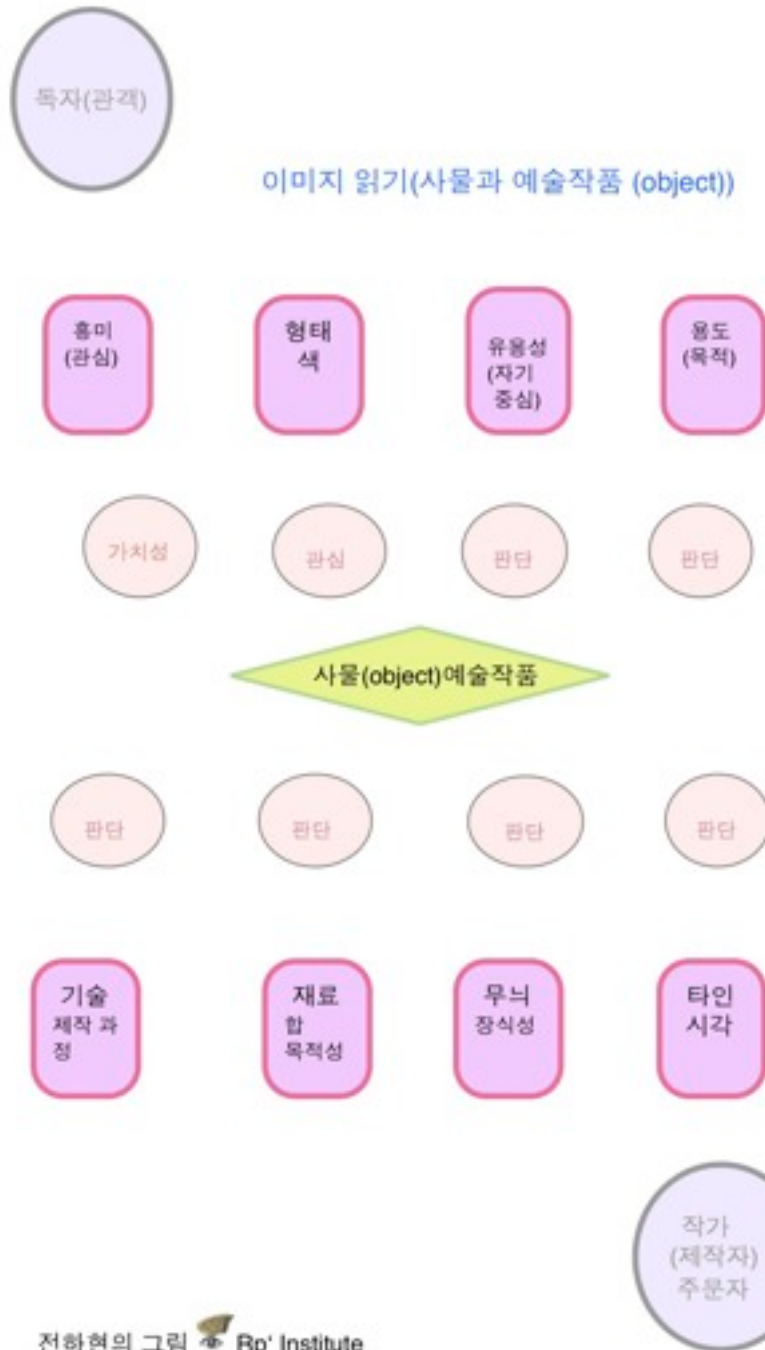 독자(관객)
이미지 읽기(사물과 예술작품 (object))
흥미
(관심)
형태
색
유용성
(자기
중심)
용도
(목적)
가치성
관심
판단
판단
사물(object)예술작품
판단
판단
판단
판단
기술
제작 과
정
재료
합
목적성
무늬
장식성
타인
시각
작가
(제작자)
주문자
전하현의 그림 Rp' Institute